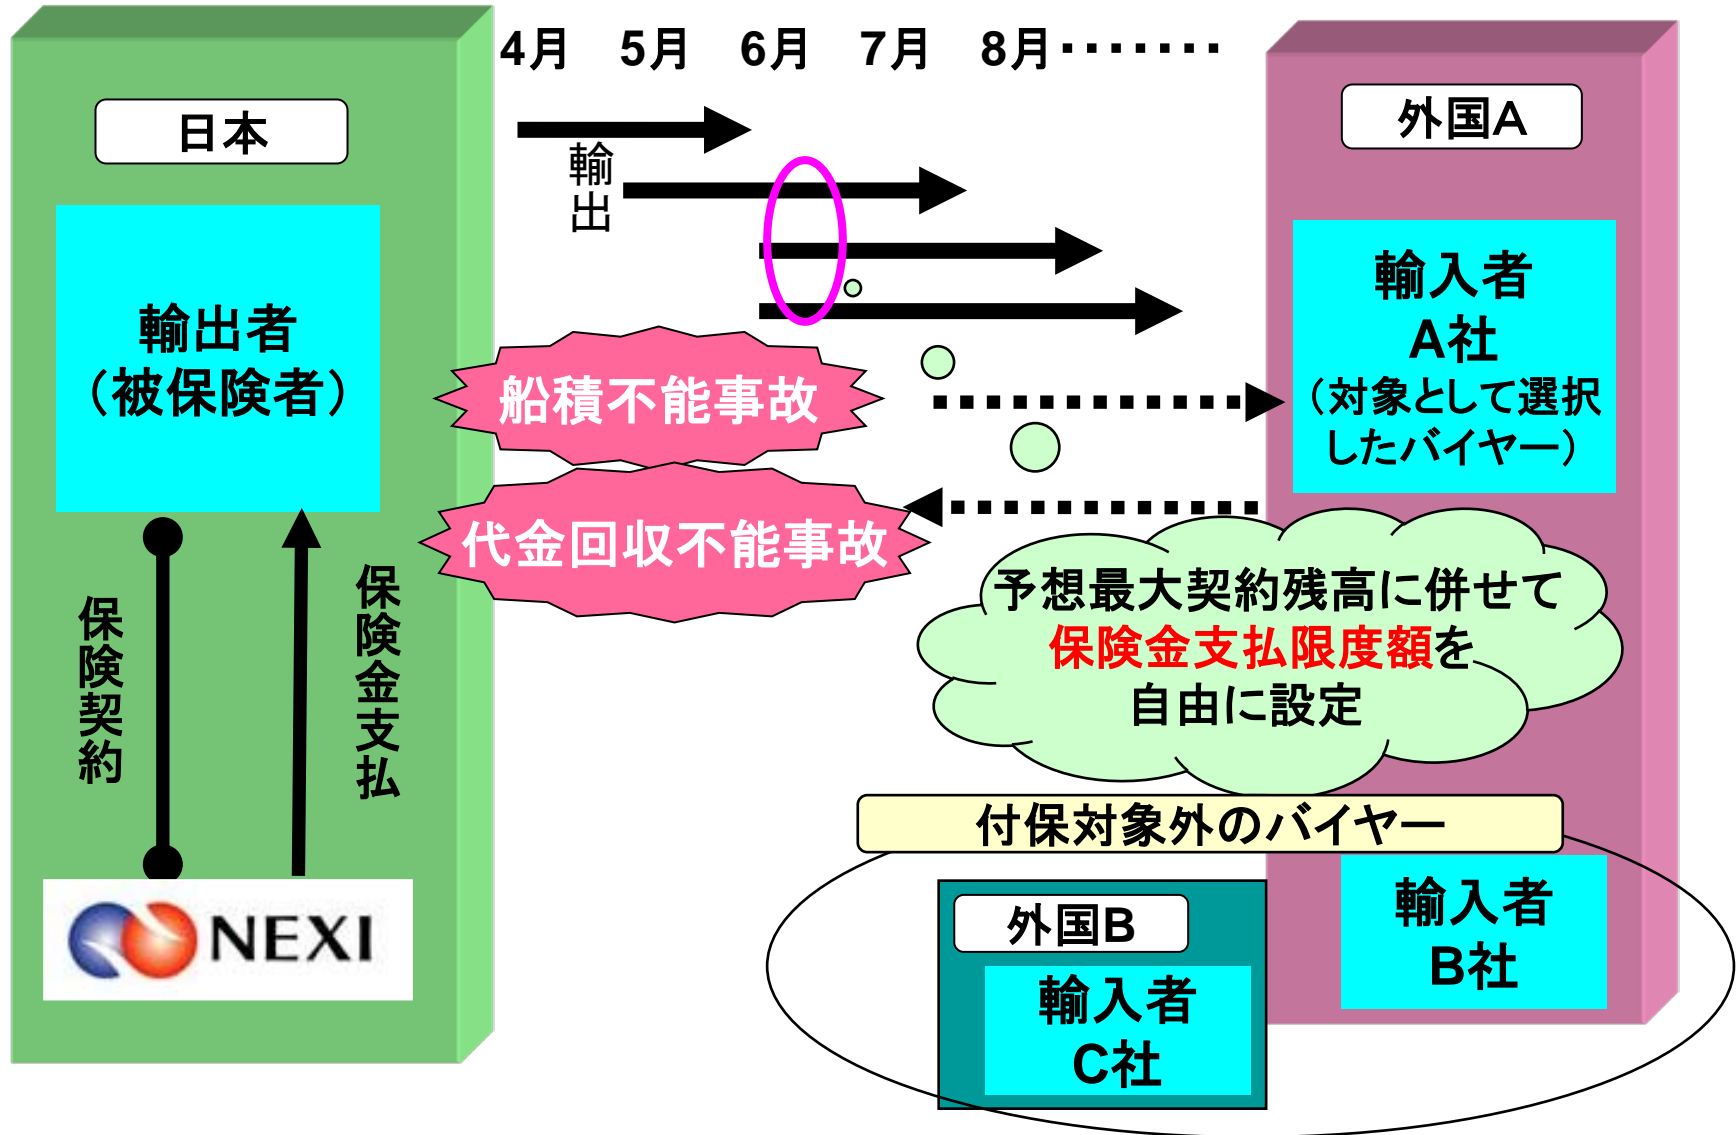 4月 5月 6月 7月 8月・・・・・・・
日本
外国A
輸出
輸出者
（被保険者）
輸入者
A社
（対象として選択
したバイヤー）
船積不能事故
代金回収不能事故
保険契約
保険金支払
予想最大契約残高に併せて
保険金支払限度額を
自由に設定
付保対象外のバイヤー
NEXI
外国B
輸入者
C社
輸入者
B社